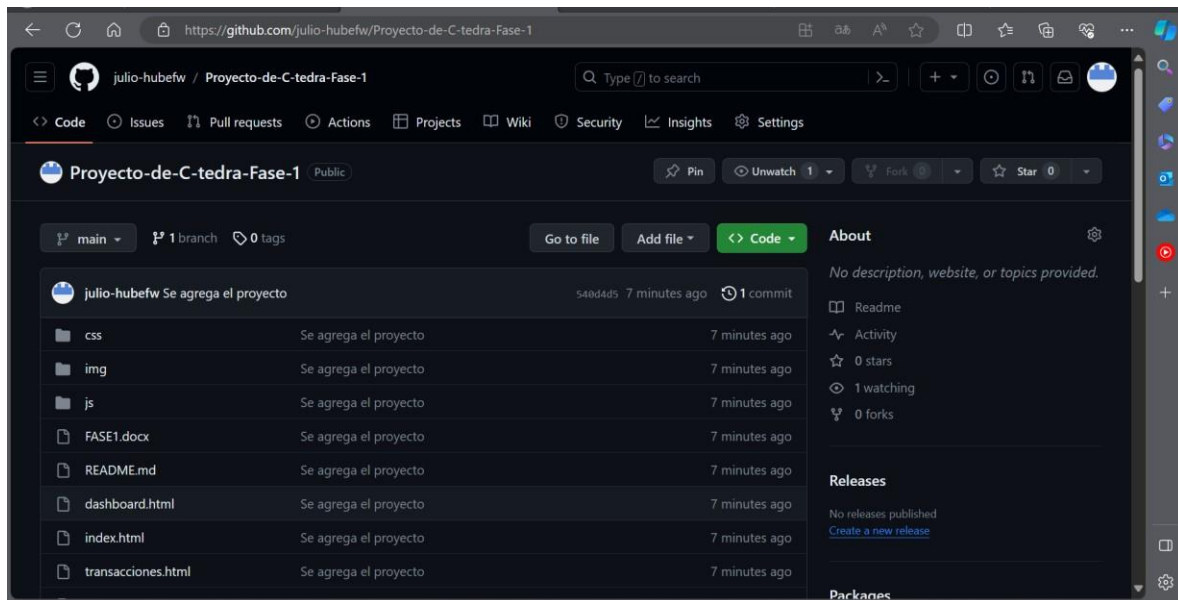 https://github.com/julio-hubefw/Proyecto-de-C-tedra-Fase-1
julio-hubefw / Proyecto-de-C-tedra-Fase-1
Type / to search
Code Issues Pull requests Actions Projects Wiki Security Insights Settings
Proyecto-de-C-tedra-Fase-1 Public
Pin Unwatch 1 Fork 0 Star 0
main 1 branch 0 tags Go to file Add file Code
julio-hubefw Se agrega el proyecto 540d4d5 7 minutes ago 1 commit
css Se agrega el proyecto 7 minutes ago
img Se agrega el proyecto 7 minutes ago
js Se agrega el proyecto 7 minutes ago
FASE1.docx Se agrega el proyecto 7 minutes ago
README.md Se agrega el proyecto 7 minutes ago
dashboard.html Se agrega el proyecto 7 minutes ago
index.html Se agrega el proyecto 7 minutes ago
transacciones.html Se agrega el proyecto 7 minutes ago
About
No description, website, or topics provided.
Readme
Activity
0 stars
1 watching
0 forks
Releases
No releases published
Create a new release
Packages